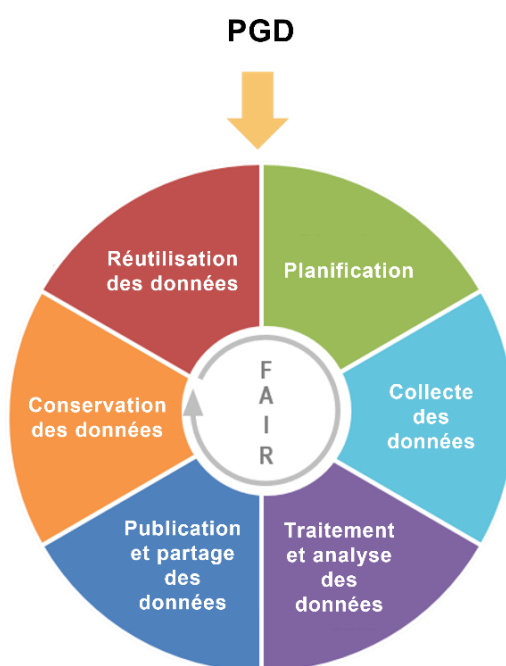 PGD
Réutilisation
des données
Planification
Conservation
des données
F
A
I
R
Collecte
des
données
Publication
et partage
des
données
Traitement
et analyse
des
données